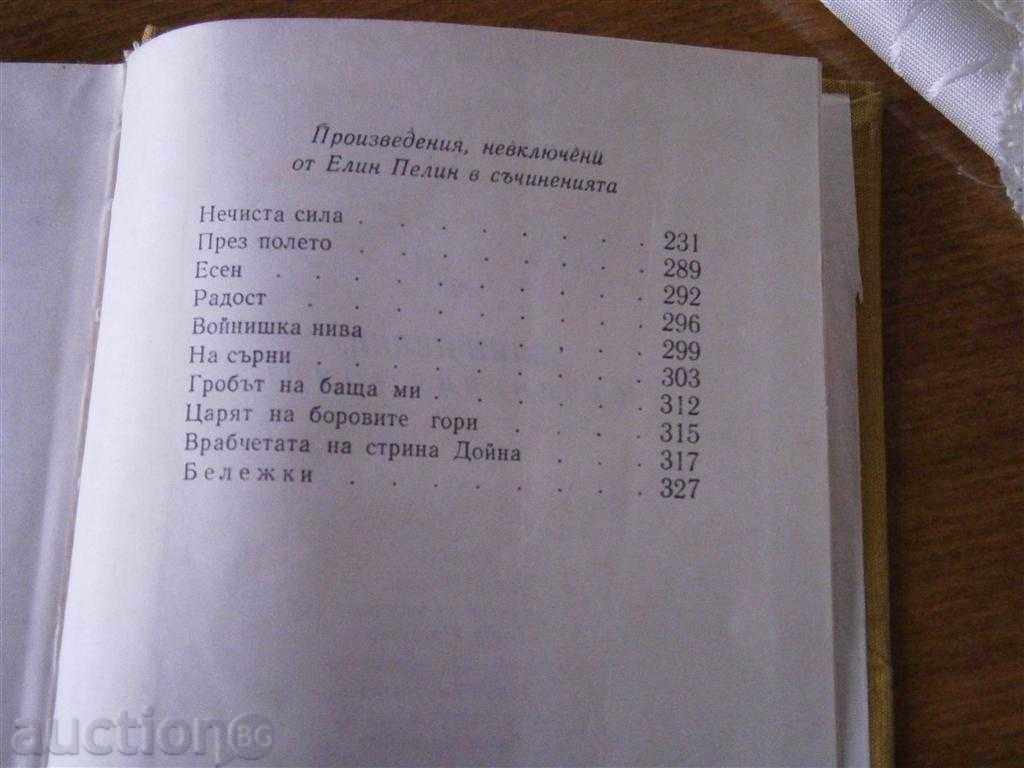 Произведения, невключени
от Елин Пелин в съчиненията
Нечиста сила . . . . . . . . 231
През полето . . . . . . . . 289
Есен . . . . . . . . . . 292
Радост . . . . . . . . . 296
Войнишка нива . . . . . . . 299
На сърни . . . . . . . . . 303
Гробът на баща ми . . . . . . 312
Царят на боровите гори . . . . 315
Врабчетата на стрина Дойна . . . 317
Бележки . . . . . . . . 327
auctionBG